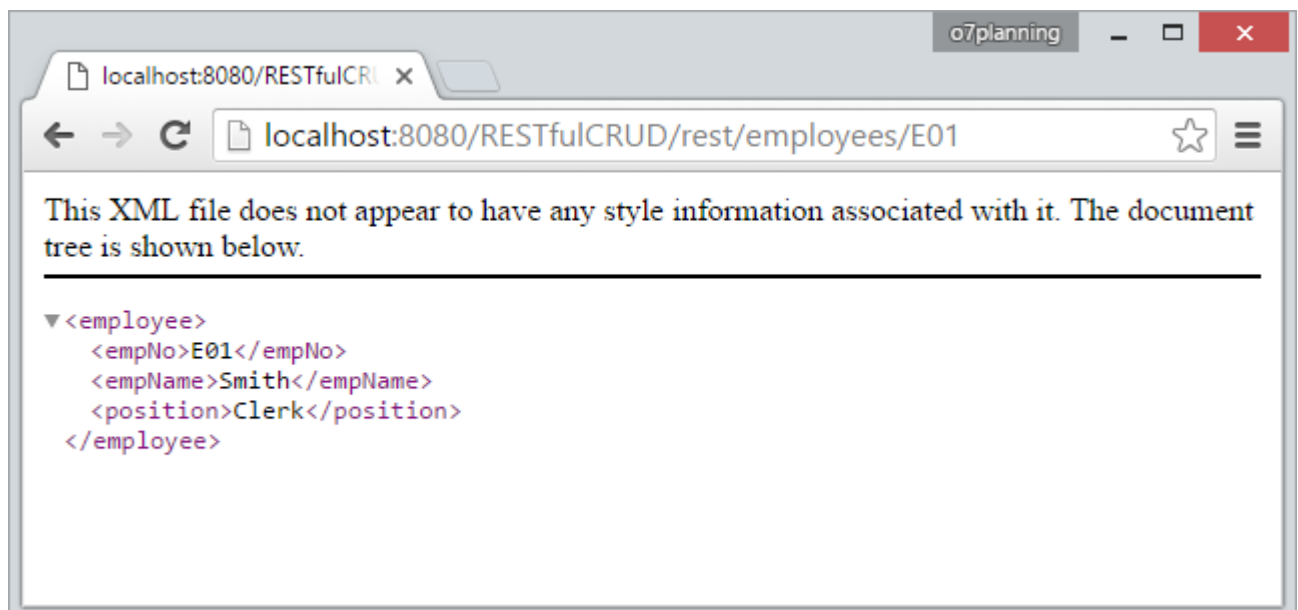 o7planning
localhost:8080/RESTfulCR
localhost:8080/RESTfulCRUD/rest/employees/E01
This XML file does not appear to have any style information associated with it. The document
tree is shown below.
<employee>
<empNo>E01</empNo>
<empName>Smith</empName>
<position>Clerk</position>
</employee>